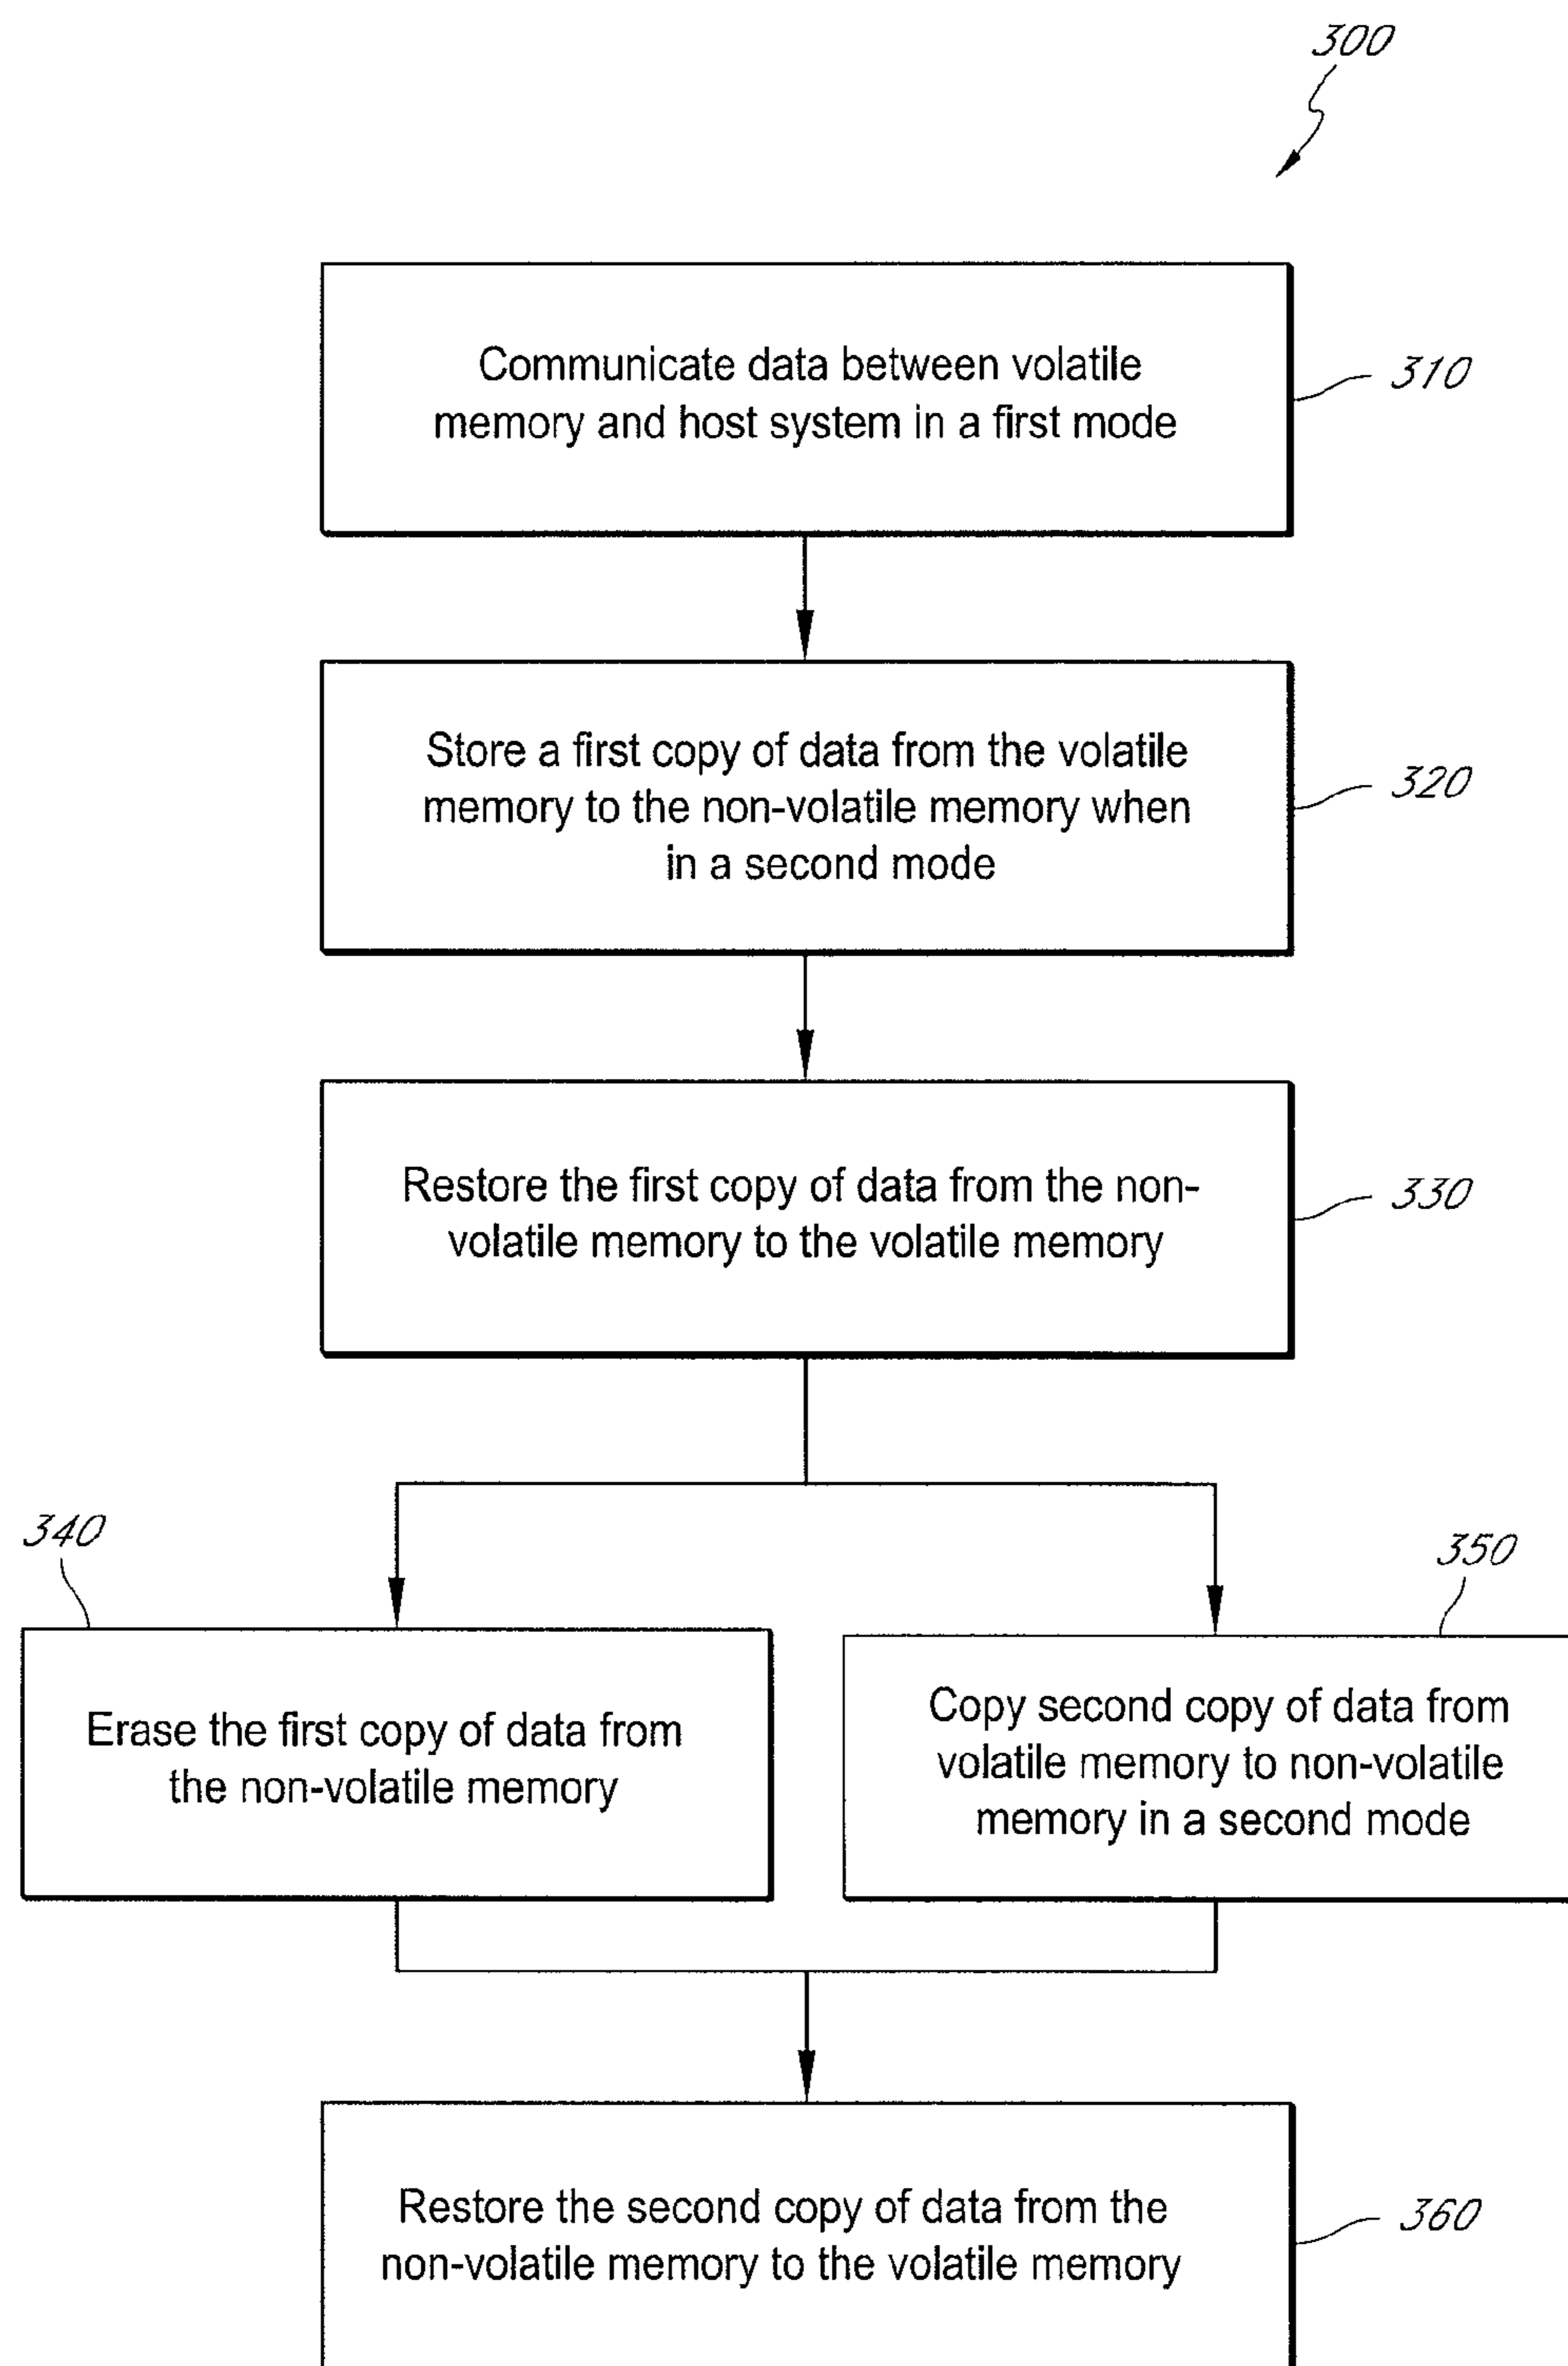 300
Communicate data between volatile
memory and host system in a first mode
310
Store a first copy of data from the volatile
memory to the non-volatile memory when
in a second mode
320
Restore the first copy of data from the non-
volatile memory to the volatile memory
330
340
350
Erase the first copy of data from
the non-volatile memory
Copy second copy of data from
volatile memory to non-volatile
memory in a second mode
Restore the second copy of data from the
non-volatile memory to the volatile memory
360